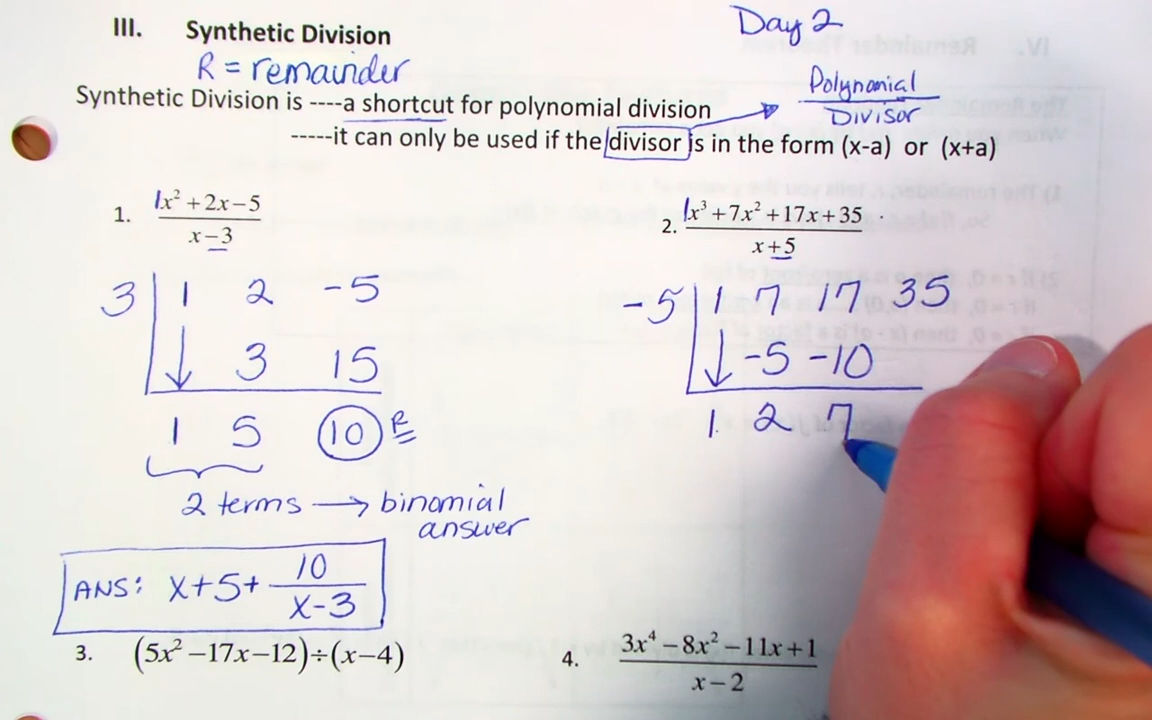 III. Synthetic Division
Day 2
R = remainder
Synthetic Division is ----a shortcut for polynomial division
Polynomial
Divisor
-----it can only be used if the divisor is in the form (x-a) or (x+a)
1. 1x² + 2x − 5
x − 3
3 1 2 -5
3 15
1 5 10 R
2 terms → binomial
answer
ANS: x+5+ 10
x-3
2. 1x³ + 7x² + 17x + 35
x + 5
-5 1 7 17 35
-5 -10
1 2 7
3. (5x² − 17x − 12) ÷ (x − 4)
4. 3x⁴ − 8x² − 11x + 1
x − 2